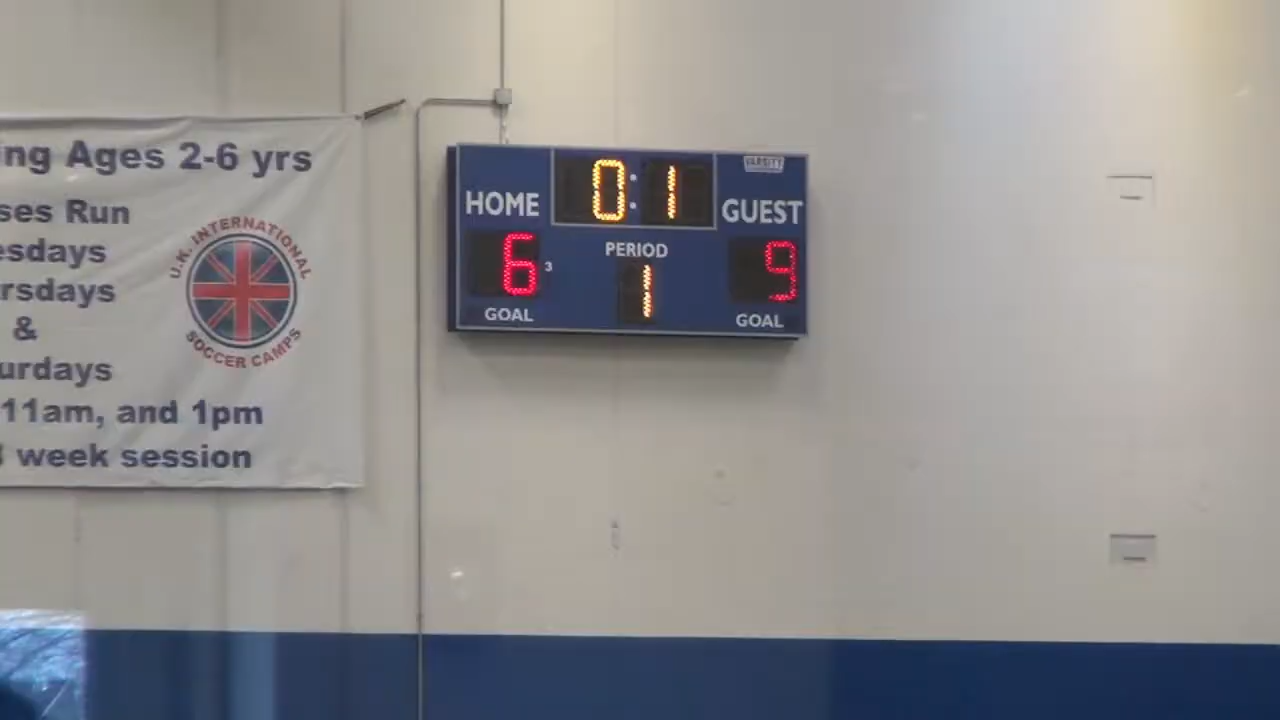 ing Ages 2-6 yrs
ses Run
esdays
rsdays
&
urdays
11am, and 1pm
week session
U.K. INTERNATIONAL
SOCCER CAMPS
VARSITY
0:1
HOME
GUEST
PERIOD
6
3
1
9
GOAL
GOAL